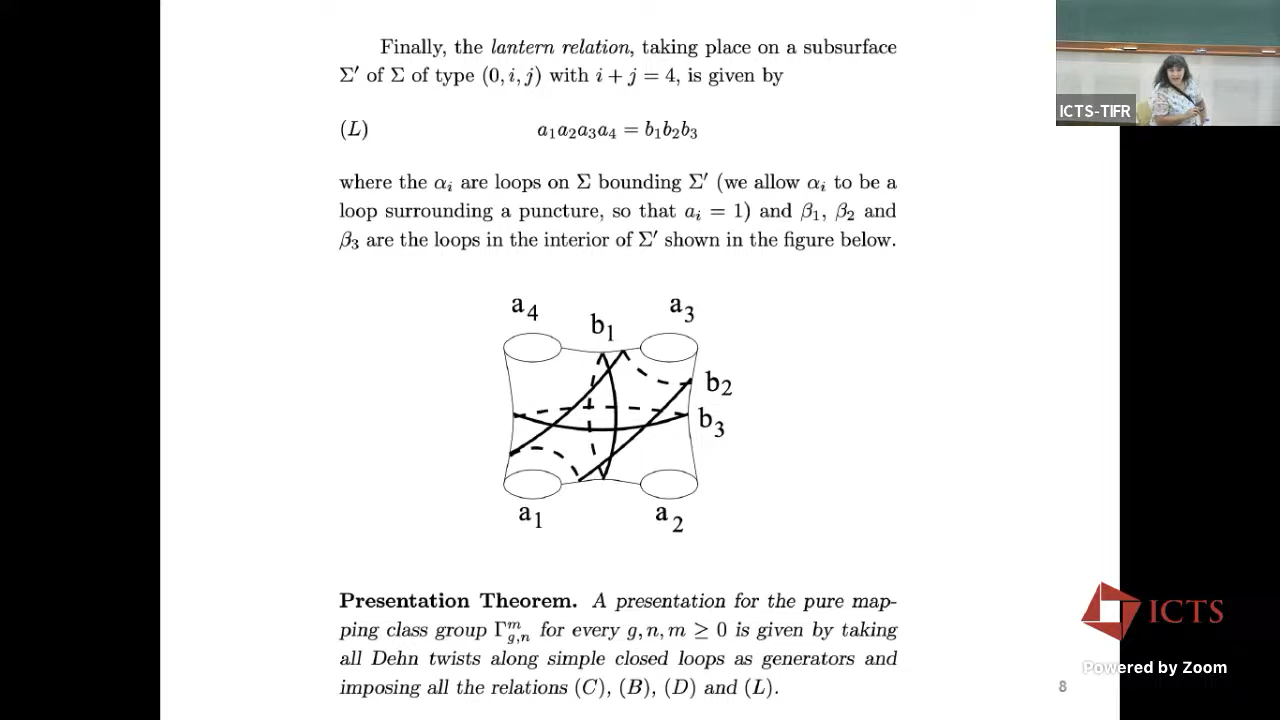 Finally, the lantern relation, taking place on a subsurface
Σ′ of Σ of type (0, i, j) with i + j = 4, is given by
(L) a₁a₂a₃a₄ = b₁b₂b₃
where the αᵢ are loops on Σ bounding Σ′ (we allow αᵢ to be a
loop surrounding a puncture, so that aᵢ = 1) and β₁, β₂ and
β₃ are the loops in the interior of Σ′ shown in the figure below.
a₄ b₁ a₃
b₂
b₃
a₁ a₂
Presentation Theorem. A presentation for the pure map-
ping class group Γᵐ_{g,n} for every g, n, m ≥ 0 is given by taking
all Dehn twists along simple closed loops as generators and
imposing all the relations (C), (B), (D) and (L).
8
ICTS-TIFR
ICTS
Powered by Zoom